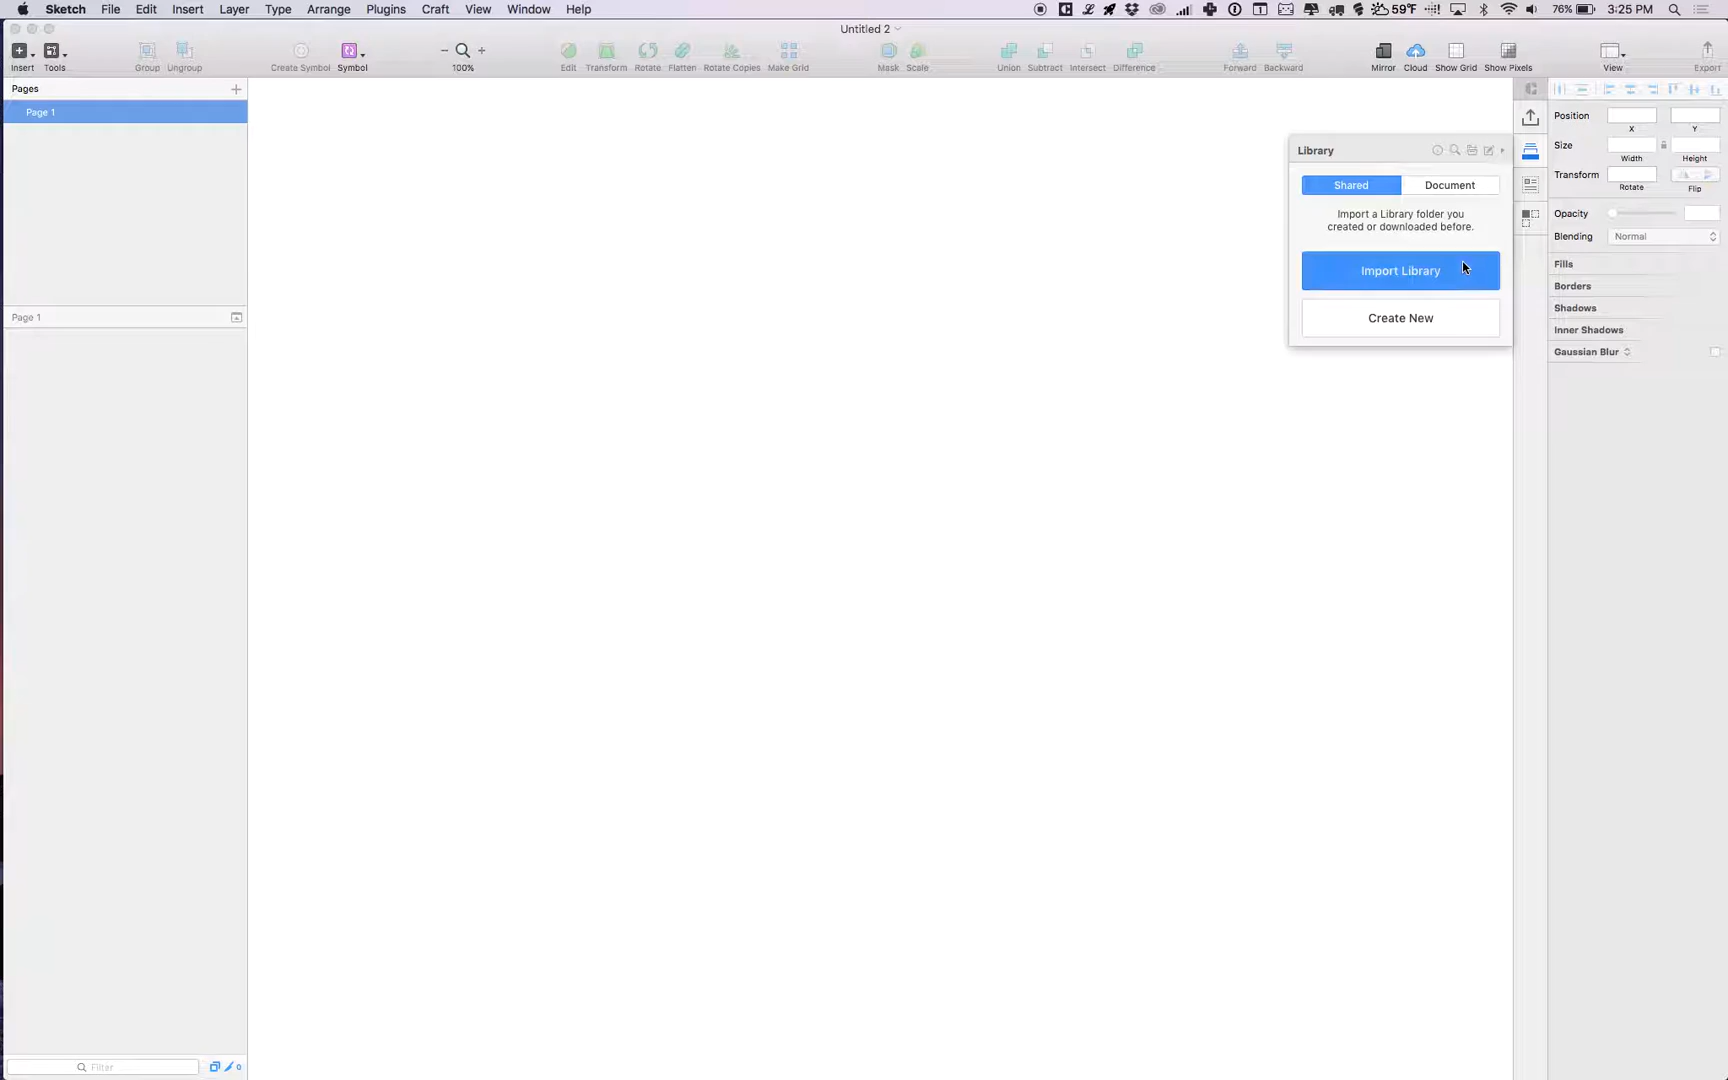 Sketch File Edit Insert Layer Type Arrange Plugins Craft View Window Help 59°F 76% 3:25 PM
Untitled 2
Insert Tools Group Ungroup Create Symbol Symbol 100% Edit Transform Rotate Flatten Rotate Copies Make Grid Mask Scale Union Subtract Intersect Difference Forward Backward Mirror Cloud Show Grid Show Pixels View Export
Pages
Page 1
Page 1
Filter
0
Library
Shared Document
Import a Library folder you
created or downloaded before.
Import Library
Create New
Position
X Y
Size
Width Height
Transform
Rotate Flip
Opacity
Blending Normal
Fills
Borders
Shadows
Inner Shadows
Gaussian Blur